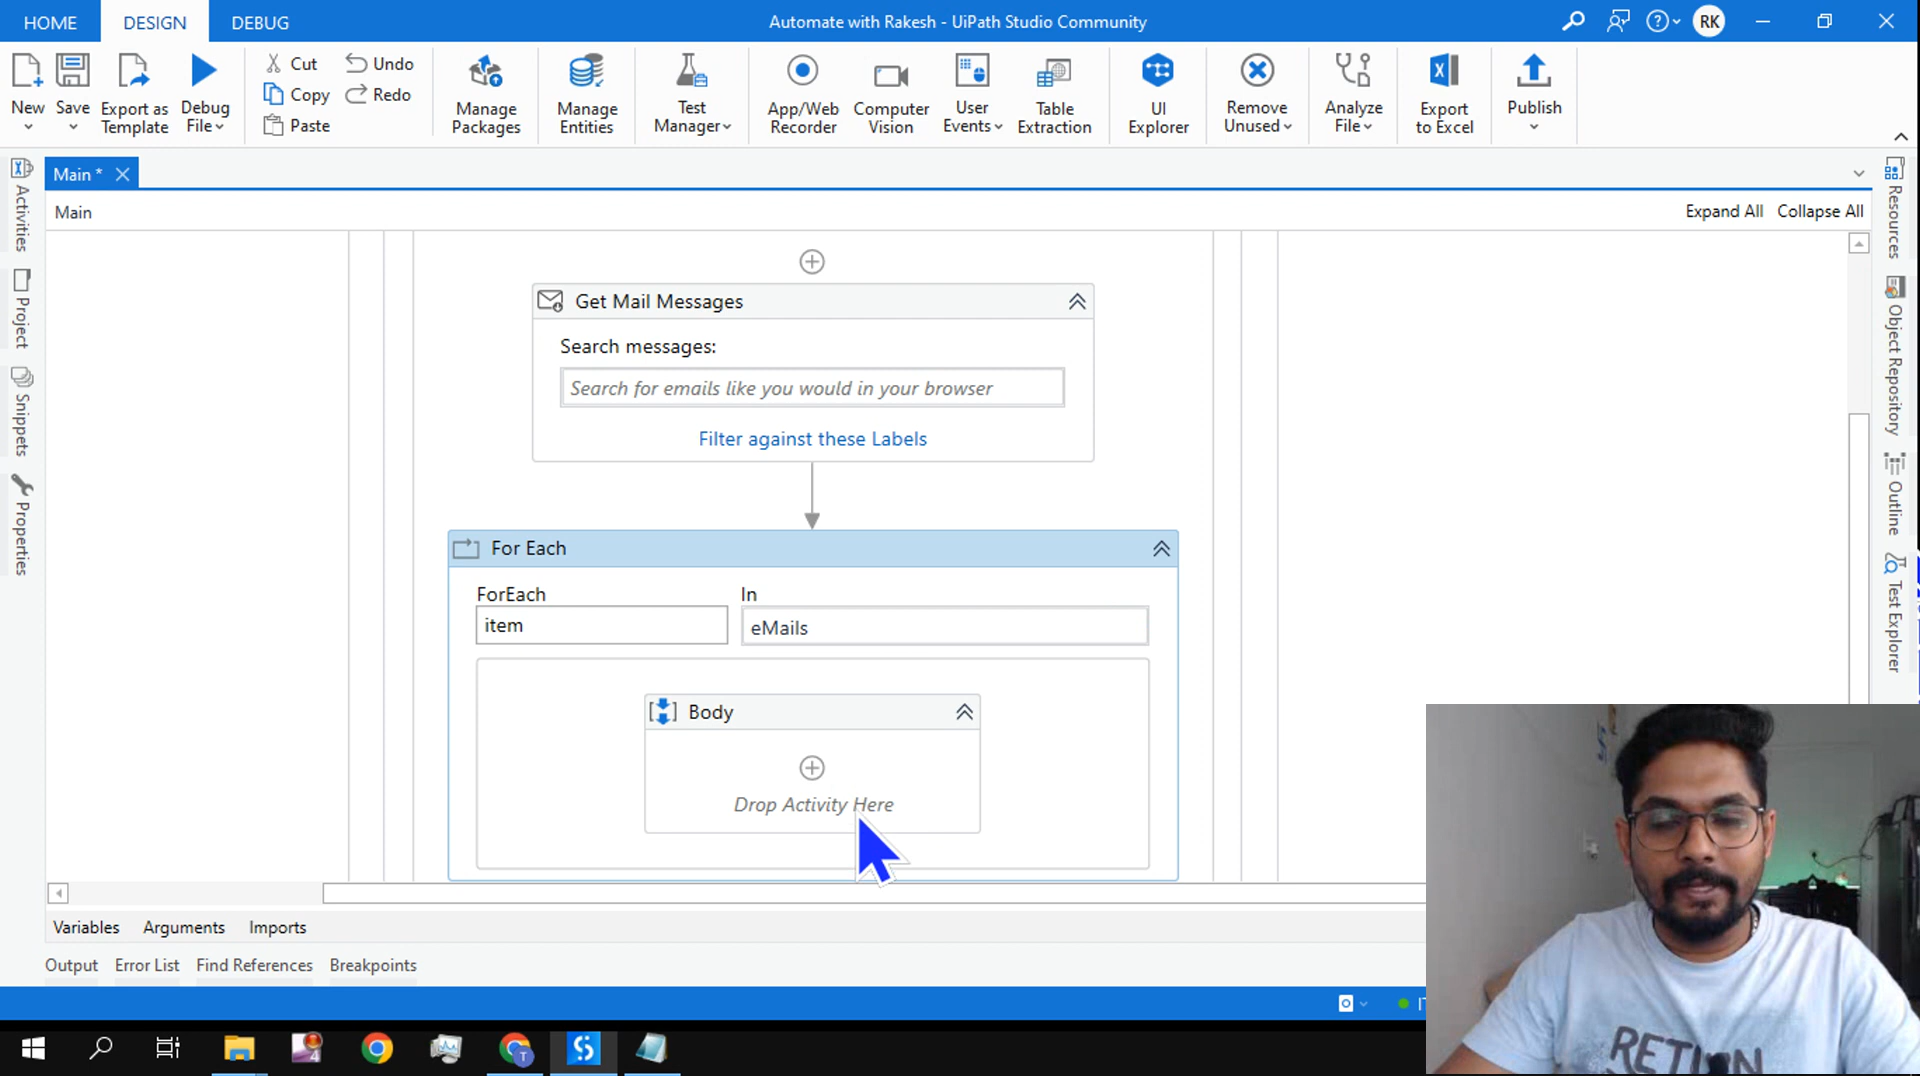 HOME DESIGN DEBUG
Automate with Rakesh - UiPath Studio Community
RK
New
Save
Export as Template
Debug File
Cut
Copy
Paste
Undo
Redo
Manage Packages
Manage Entities
Test Manager
App/Web Recorder
Computer Vision
User Events
Table Extraction
UI Explorer
Remove Unused
Analyze File
Export to Excel
Publish
Main *
Main
Expand All Collapse All
Activities
Project
Snippets
Properties
Resources
Object Repository
Outline
Test Explorer
Get Mail Messages
Search messages:
Search for emails like you would in your browser
Filter against these Labels
For Each
ForEach In
item eMails
Body
Drop Activity Here
Variables Arguments Imports
Output Error List Find References Breakpoints
4
T